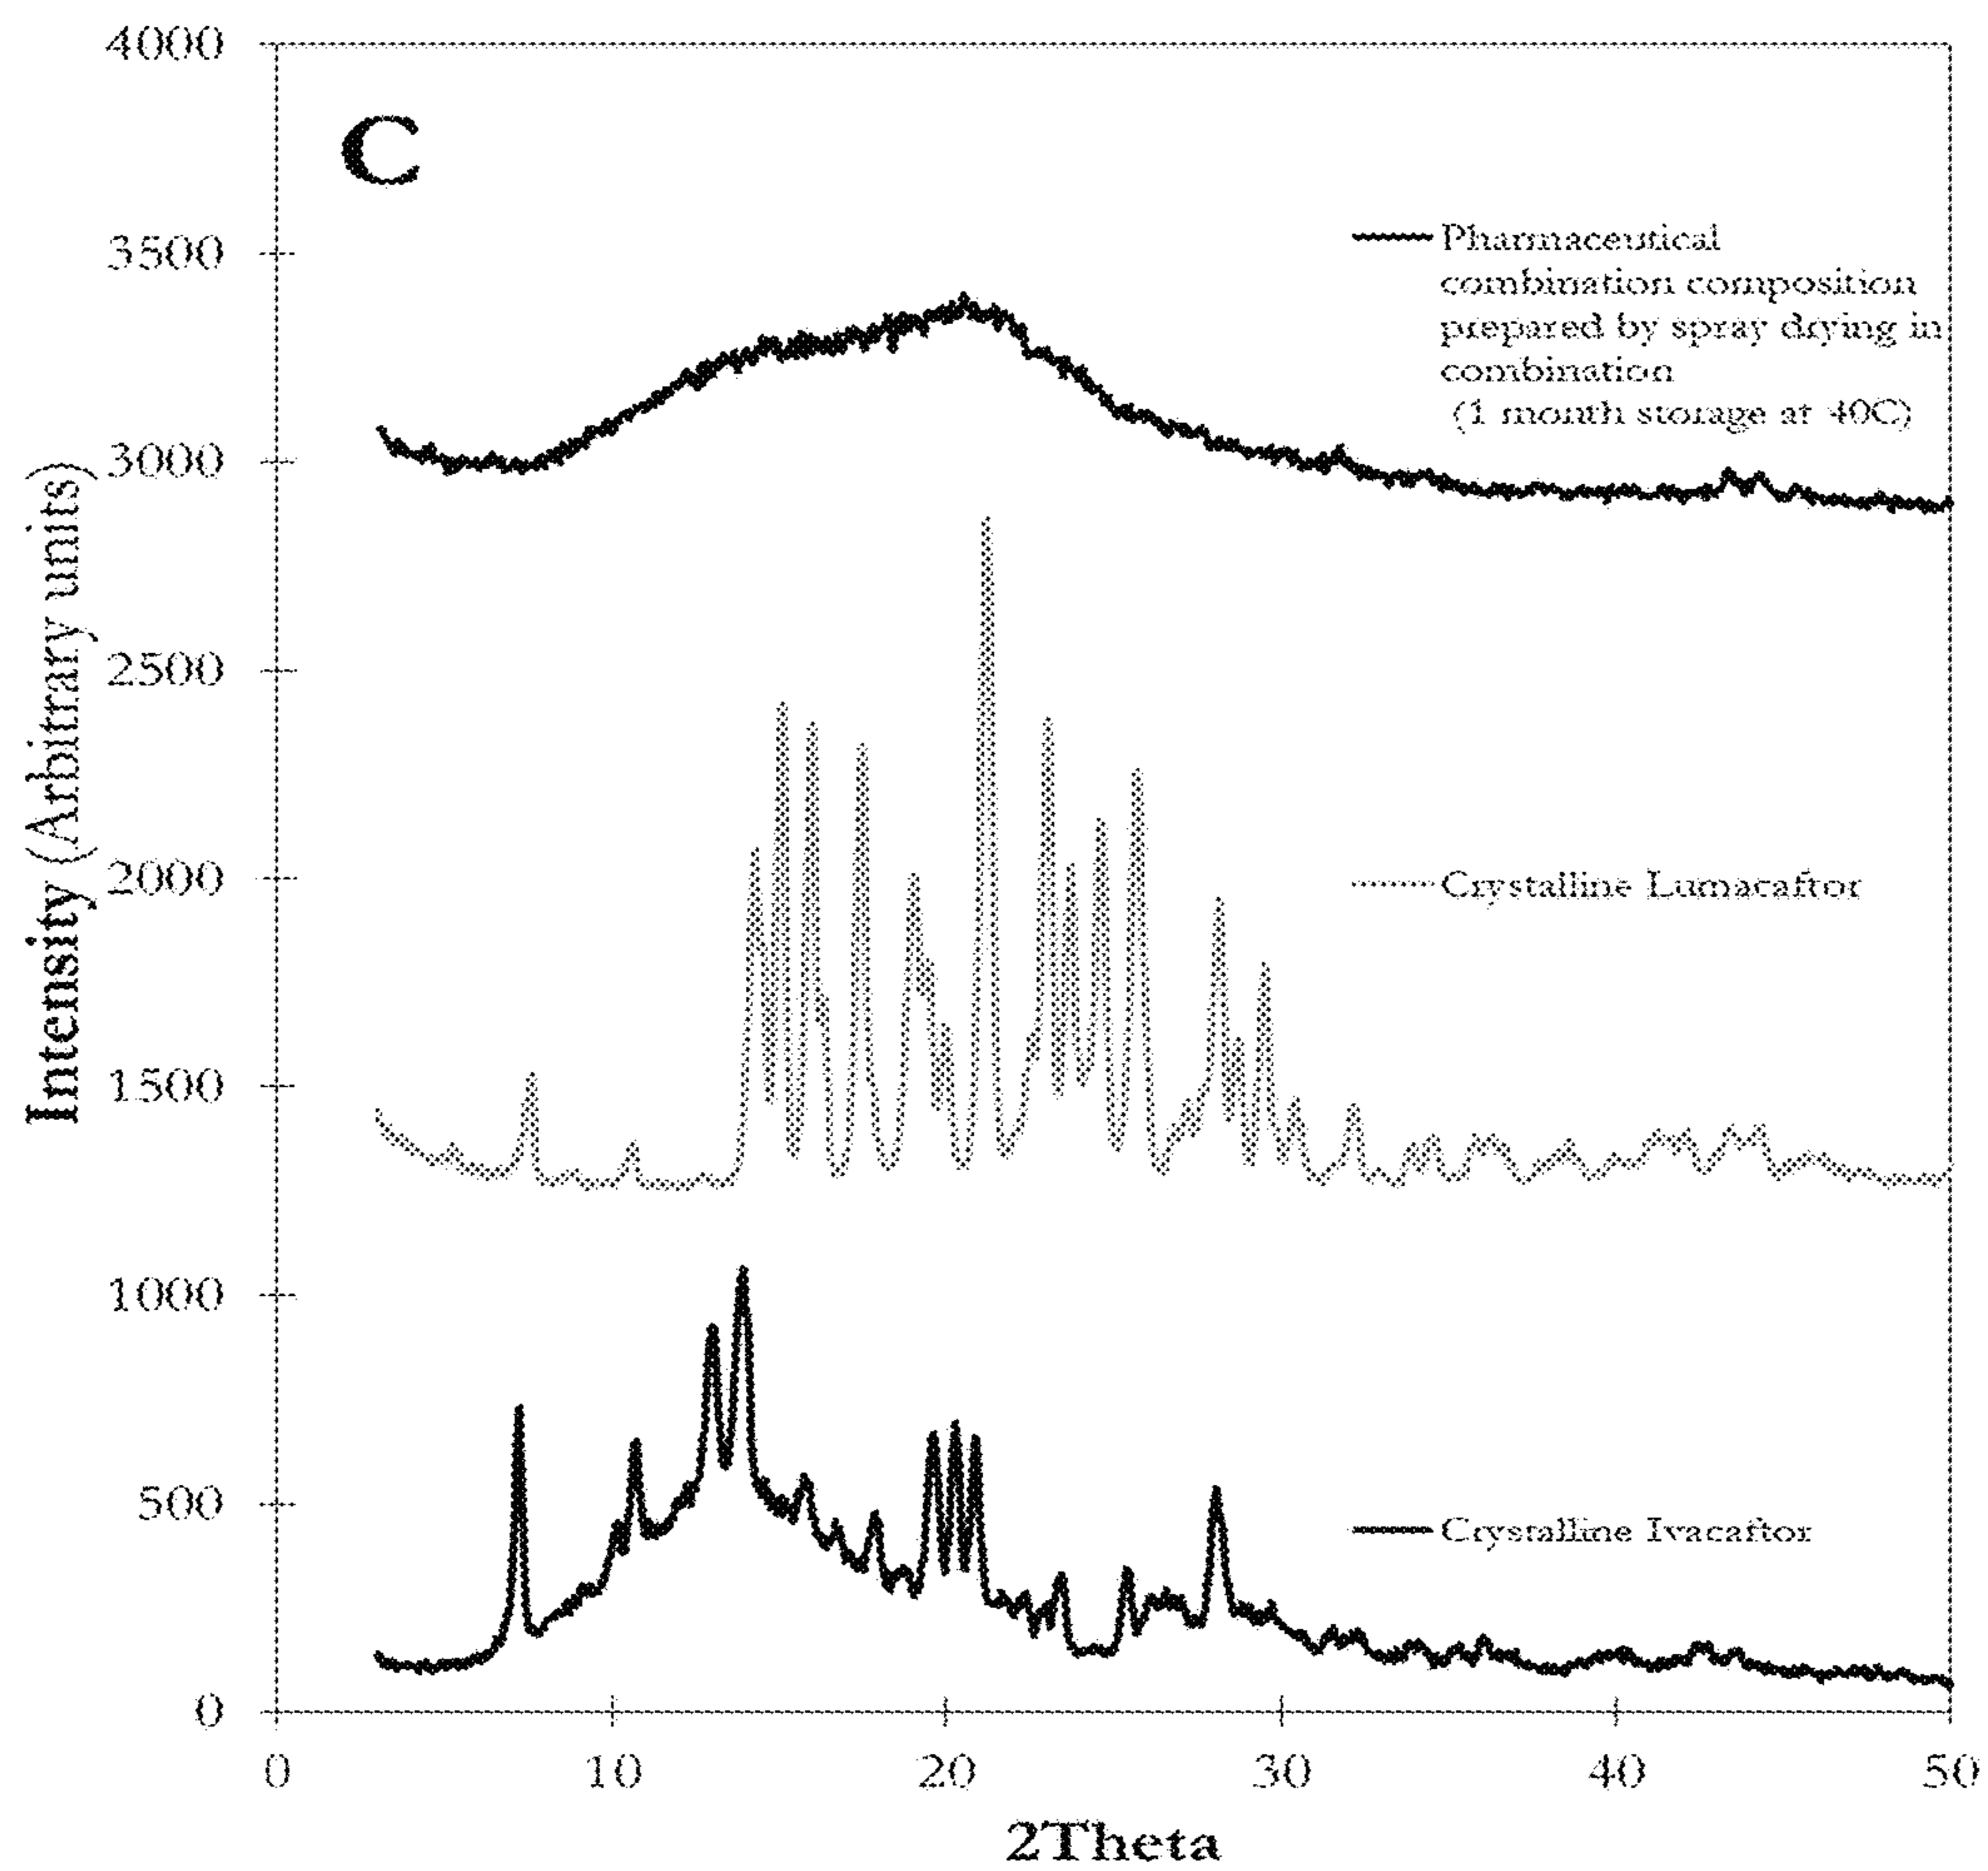 4000
C
3500
Pharmaceutical
combination composition
prepared by spray drying in
combination
(1 month storage at 40C)
3000
Intensity (Arbitrary units)
2500
2000
Crystalline Lumacaftor
1500
1000
500
Crystalline Ivacaftor
0
0 10 20 30 40 50
2Theta